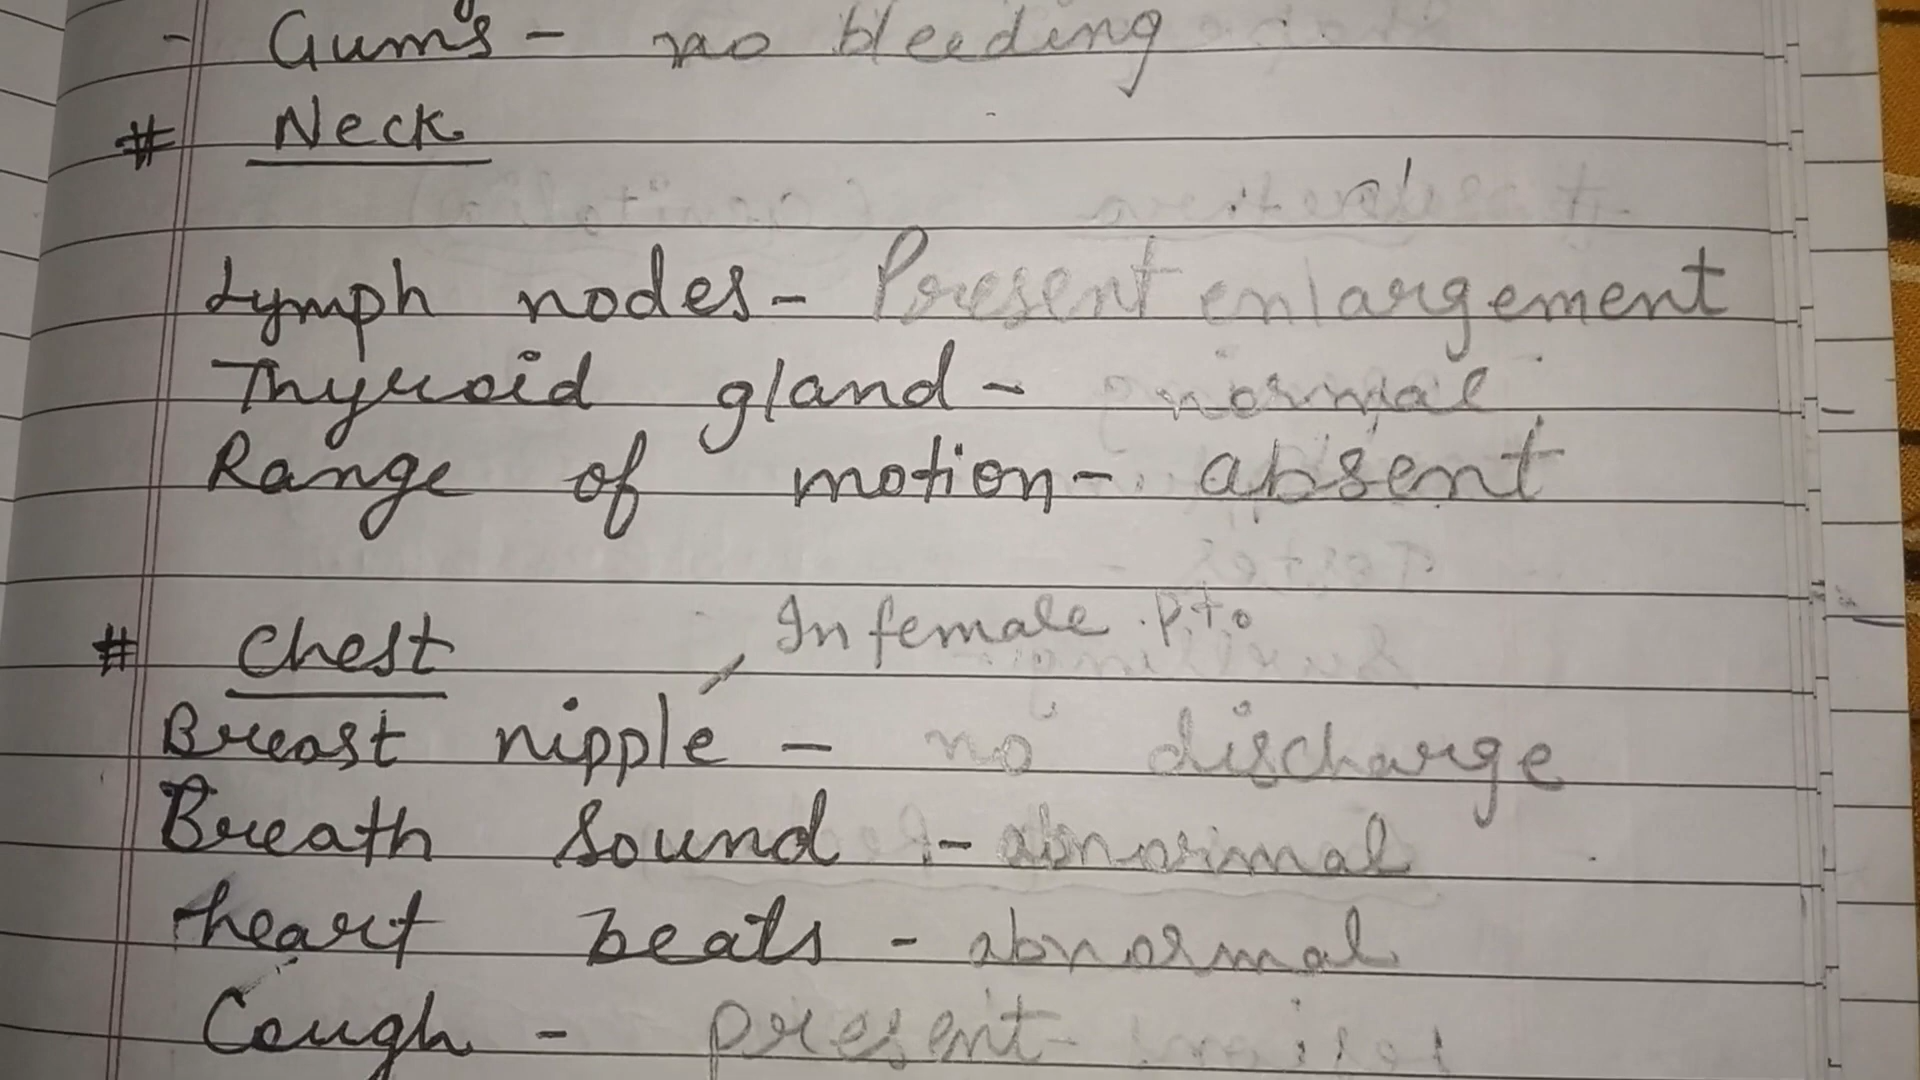 - Gums - no bleeding
# Neck
Lymph nodes - Present enlargement
Thyroid gland - normal
Range of motion - absent
# Chest
In female p.t.
Breast nipple - no discharge
Breath Sound - abnormal
heart beats - abnormal
Cough - present